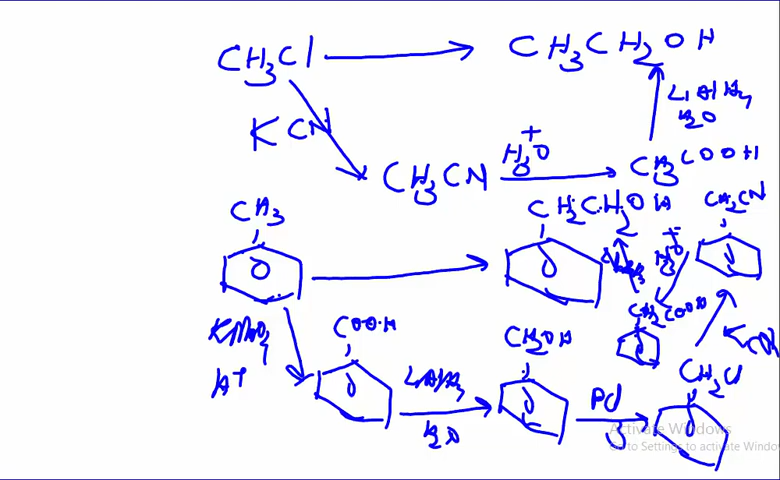 CH3Cl → CH3CH2OH
KCN
CH3CN
H3O+
CH3COOH
LiAlH4
H2O
CH3
CH2CH2OH
CH2CN
H3O+
CH2COOH
KMnO4
COOH
LiAlH4
H2O
CH2OH
CH2Cl
Activate Windows
Go to Settings to activate Windows